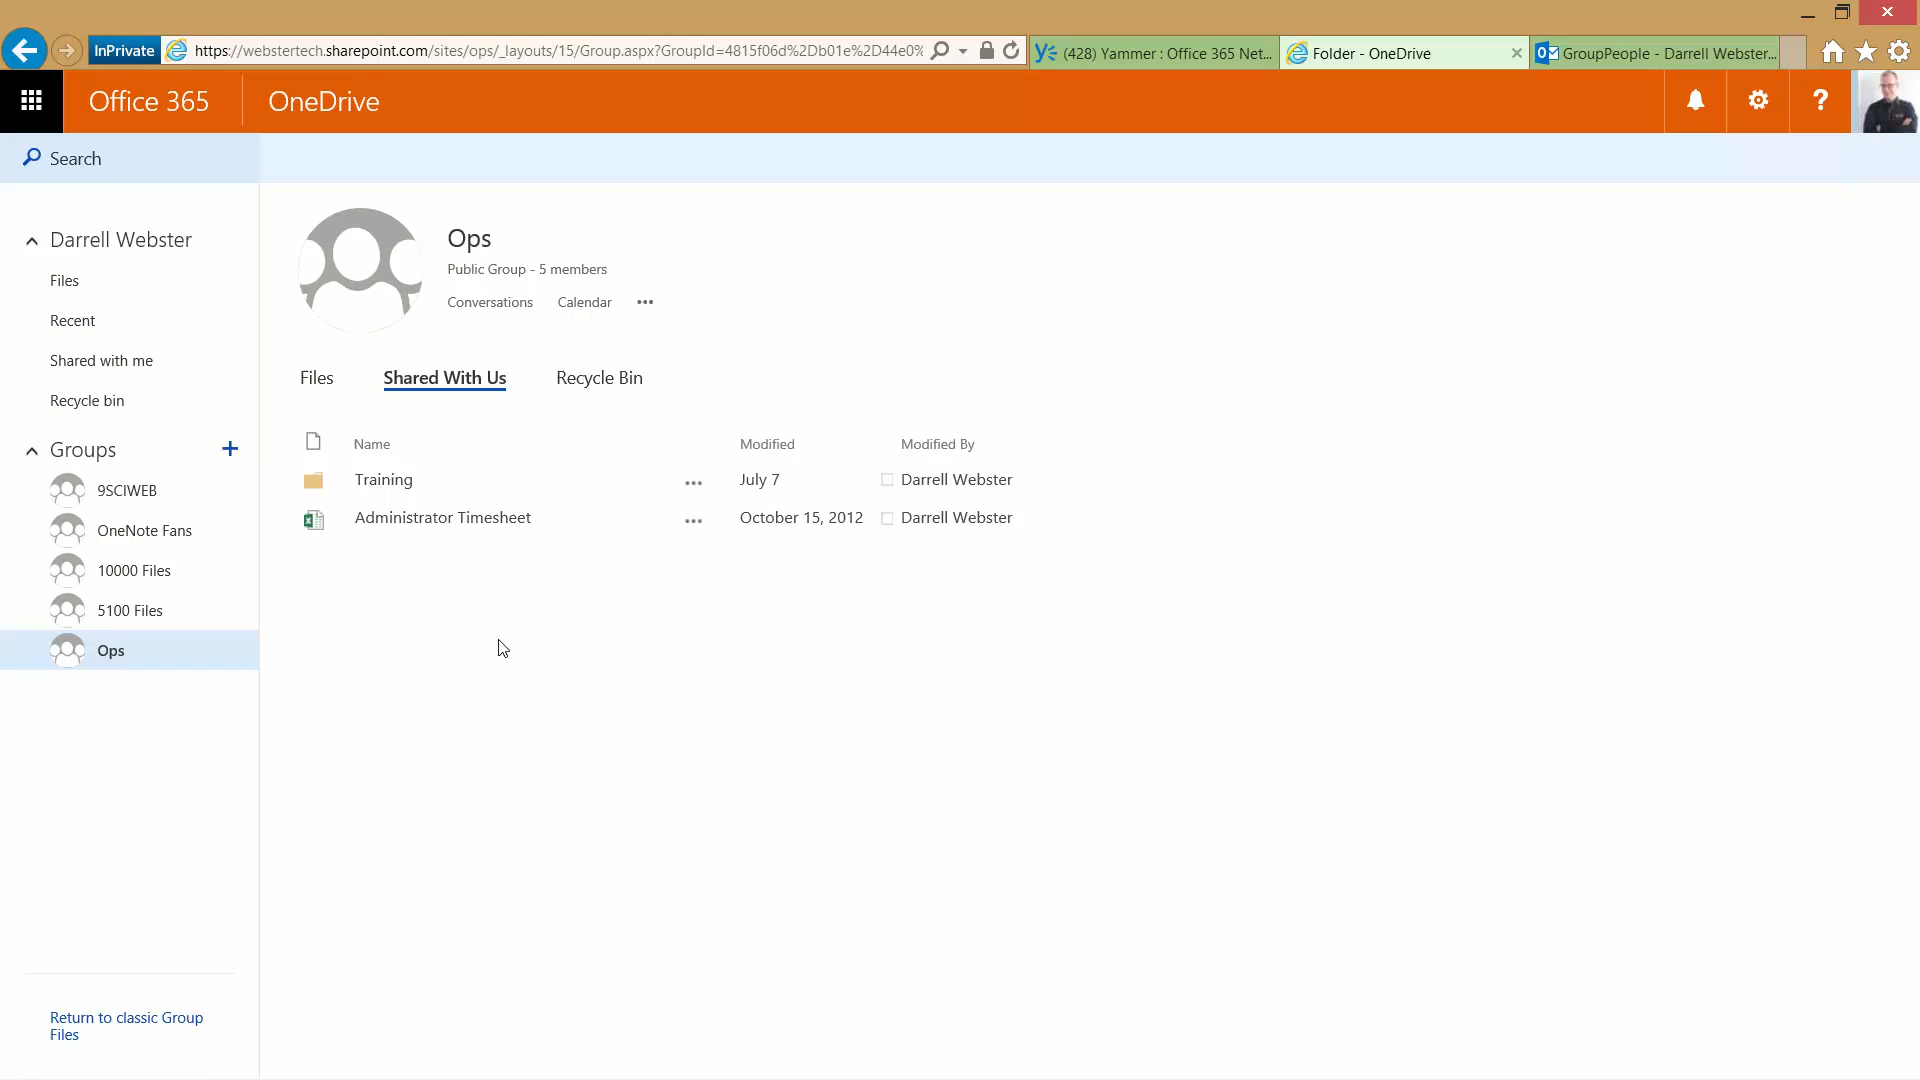 InPrivate
https://webstertech.sharepoint.com/sites/ops/_layouts/15/Group.aspx?GroupId=4815f06d%2Db01e%2D44e0%
(428) Yammer : Office 365 Net...
Folder - OneDrive
GroupPeople - Darrell Webster...
Office 365
OneDrive
?
Search
Darrell Webster
Files
Recent
Shared with me
Recycle bin
Groups
9SCIWEB
OneNote Fans
10000 Files
5100 Files
Ops
Return to classic Group
Files
Ops
Public Group - 5 members
Conversations Calendar
Files Shared With Us Recycle Bin
Name Modified Modified By
Training July 7 Darrell Webster
Administrator Timesheet October 15, 2012 Darrell Webster